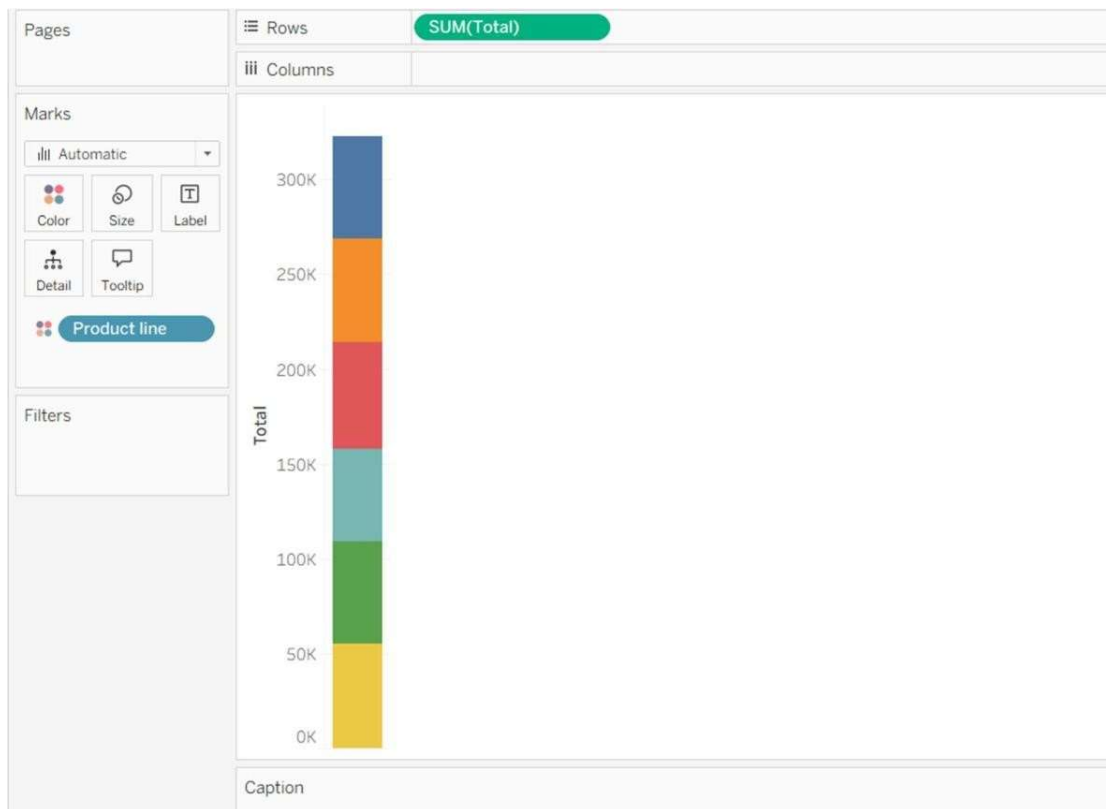 Pages
Rows SUM(Total)
iii Columns
Marks
Automatic
Color Size T Label
Detail Tooltip
Product line
Filters
Total
300K
250K
200K
150K
100K
50K
0K
Caption